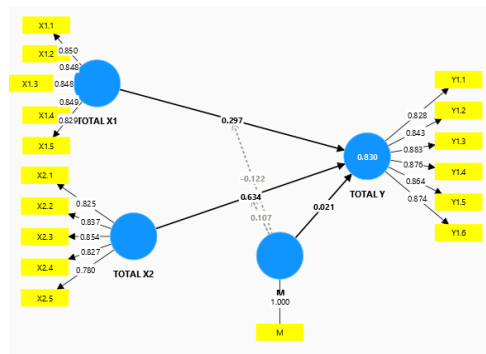 X1.1
0.850
X1.2
0.848
X1.3
0.848
X1.4
0.849
0.829
X1.5
TOTAL X1
X2.1
0.825
X2.2
0.837
X2.3
0.854
X2.4
0.827
X2.5
0.780
TOTAL X2
0.297
-0.122
0.634
0.107
0.021
M
1.000
M
0.830
TOTAL Y
Y1.1
0.828
Y1.2
0.843
Y1.3
0.883
Y1.4
0.876
Y1.5
0.864
Y1.6
0.874